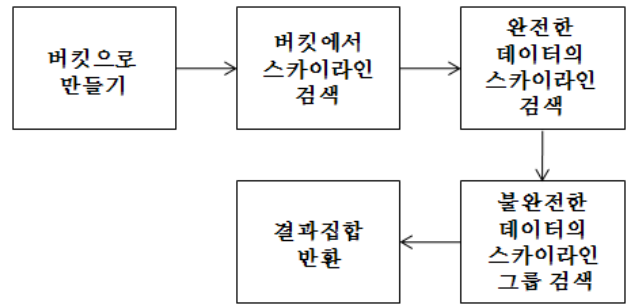 버킷으로
만들기
버킷에서
스카이라인
검색
완전한
데이터의
스카이라인
검색
불완전한
데이터의
스카이라인
그룹 검색
결과집합
반환